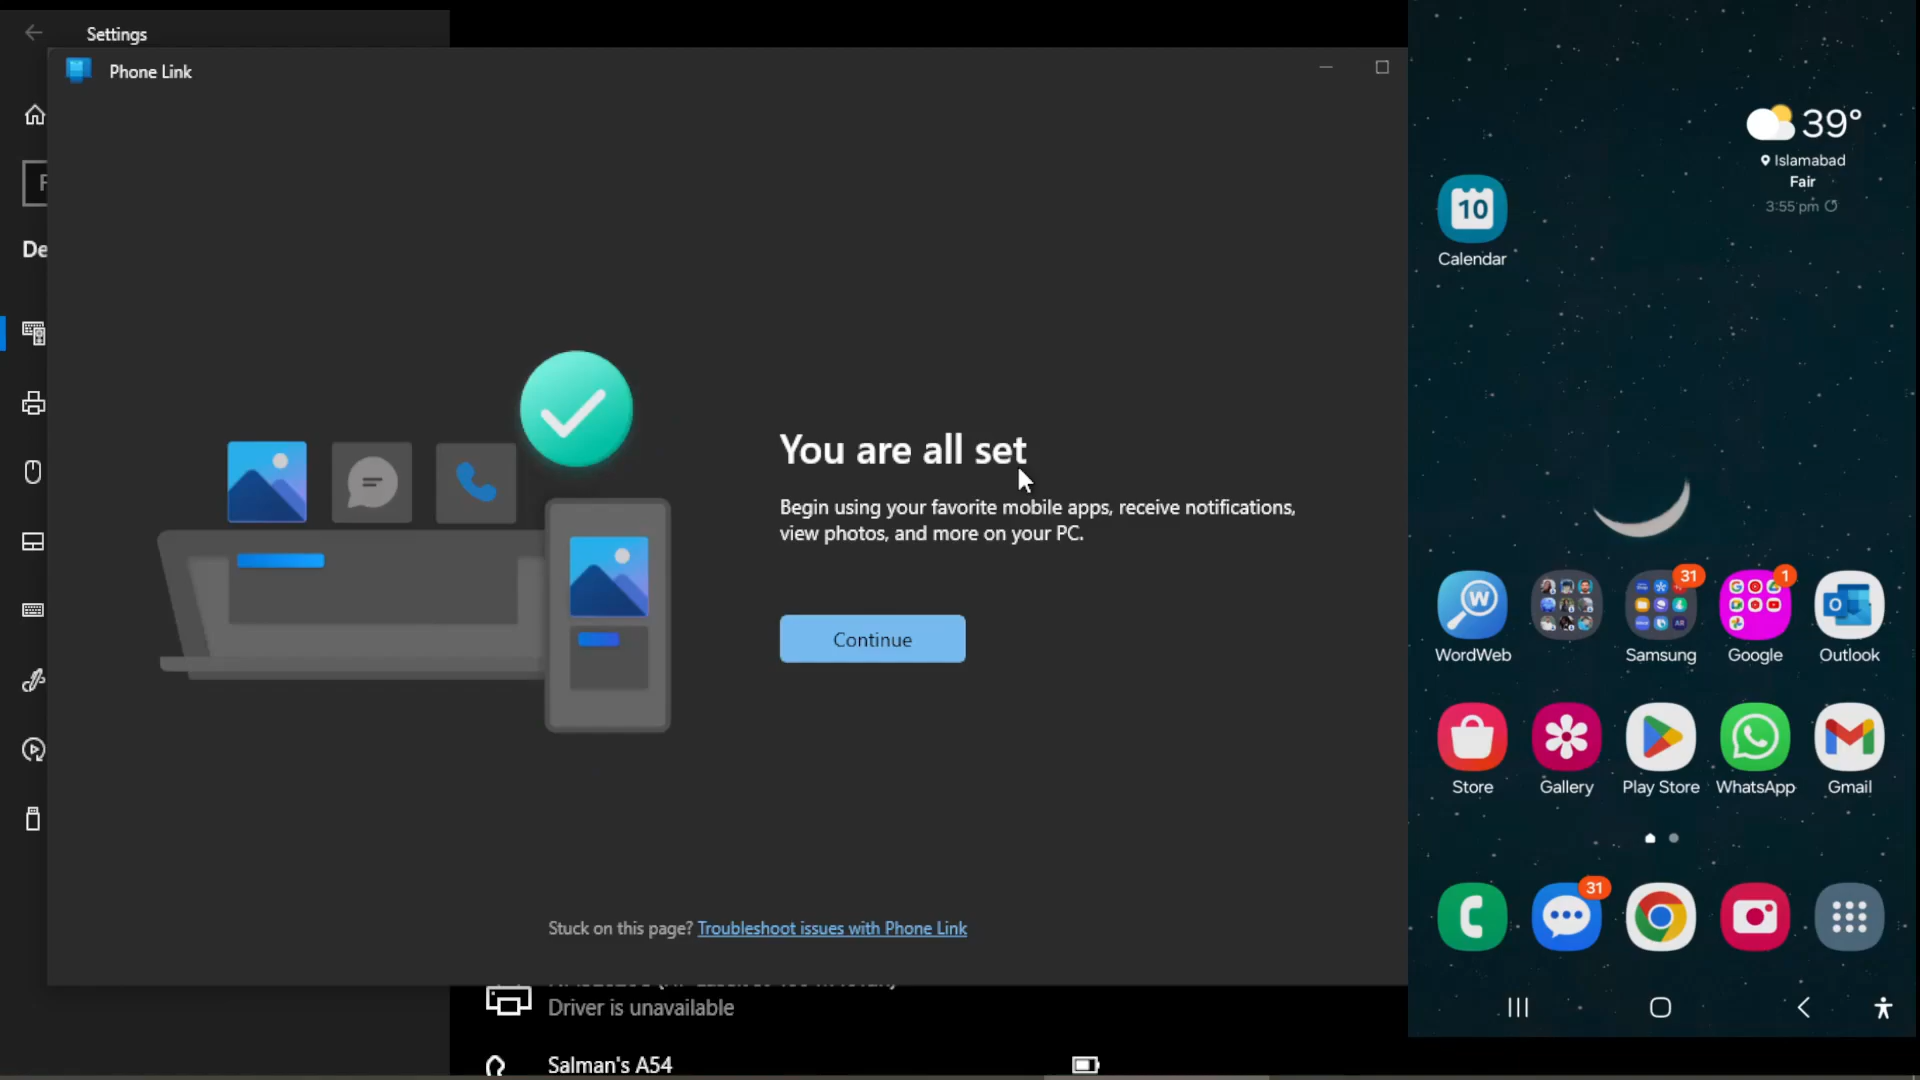 Settings
Phone Link
F
De
You are all set
Begin using your favorite mobile apps, receive notifications,
view photos, and more on your PC.
Continue
Stuck on this page? Troubleshoot issues with Phone Link
Driver is unavailable
Salman's A54
39°
Islamabad
Fair
3:55 pm
10
Calendar
31
1
W
WordWeb
Samsung
Google
Outlook
Store
Gallery
Play Store
WhatsApp
Gmail
31